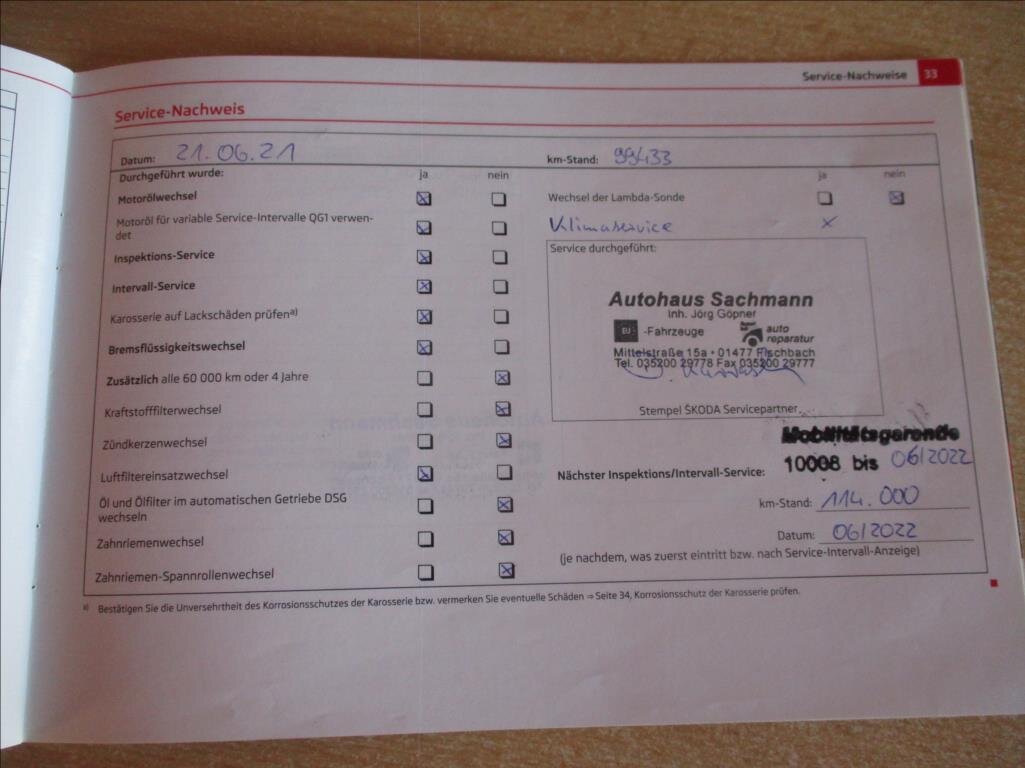 Service-Nachweise 33
Service-Nachweis
Datum: 21.06.21 km-Stand: 99433
Durchgeführt wurde: ja nein
Motorölwechsel
Motoröl für variable Service-Intervalle QG1 verwen-
det
Inspektions-Service
Intervall-Service
Karosserie auf Lackschäden prüfena)
Bremsflüssigkeitswechsel
Zusätzlich alle 60 000 km oder 4 Jahre
Kraftstofffilterwechsel
Zündkerzenwechsel
Luftfiltereinsatzwechsel
Öl und Ölfilter im automatischen Getriebe DSG
wechseln
Zahnriemenwechsel
Zahnriemen-Spannrollenwechsel
ja nein
Wechsel der Lambda-Sonde
Klimaservice x
Service durchgeführt:
Autohaus Sachmann
Inh. Jörg Göpner
EU -Fahrzeuge auto
reparatur
Mittelstraße 15a • 01477 Fischbach
Tel. 035200 29778 Fax 035200 29777
Stempel ŠKODA Servicepartner
Mobilitätsgarende
10008 bis 06/2022
Nächster Inspektions/Intervall-Service:
km-Stand: 114.000
Datum: 06/2022
(je nachdem, was zuerst eintritt bzw. nach Service-Intervall-Anzeige)
a) Bestätigen Sie die Unversehrtheit des Korrosionsschutzes der Karosserie bzw. vermerken Sie eventuelle Schäden ⇒ Seite 34, Korrosionsschutz der Karosserie prüfen.